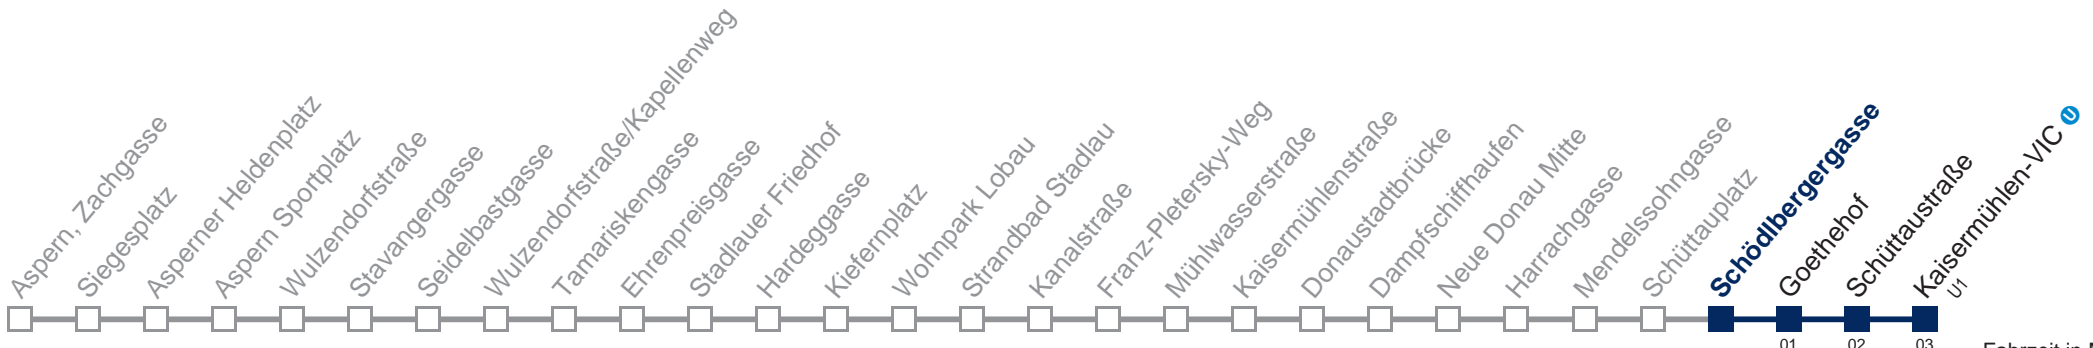 Aspern, Zachgasse
Siegesplatz
Asperner Heldenplatz
Aspern Sportplatz
Wulzendorfstraße
Stavangergasse
Seidelbastgasse
Wulzendorfstraße/Kapellenweg
Tamariskengasse
Ehrenpreisgasse
Stadlauer Friedhof
Hardeggasse
Kiefernplatz
Wohnpark Lobau
Strandbad Stadlau
Kanalstraße
Franz-Pletersky-Weg
Mühlwasserstraße
Kaisermühlenstraße
Donaustadtbrücke
Dampfschiffhaufen
Neue Donau Mitte
Harrachgasse
Mendelssohngasse
Schüttauplatz
Schödlbergergasse
Goethehof
Schüttaustraße
Kaisermühlen-VIC U
U1
01 02 03
Fahrzeit in